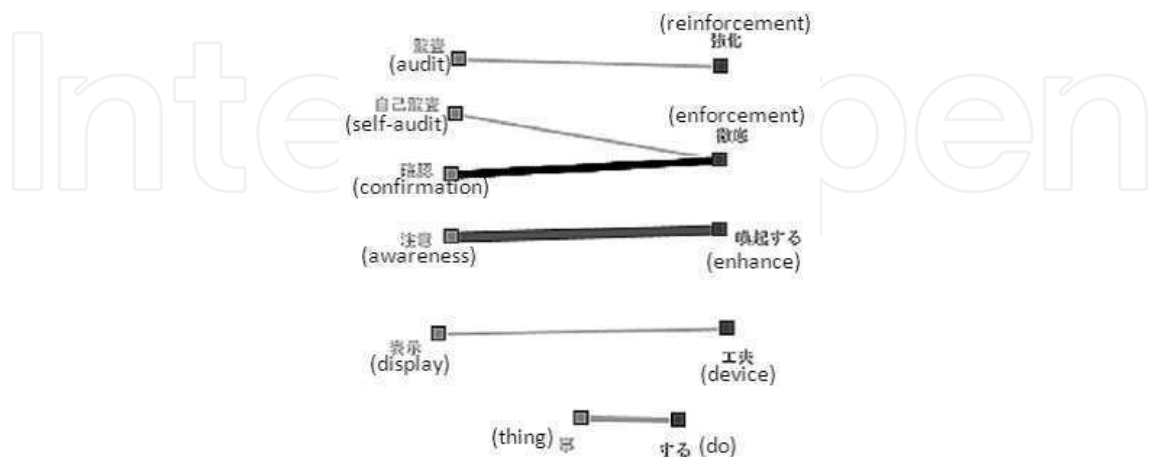 (reinforcement)
強化
監査
(audit)
自己監査
(self-audit)
(enforcement)
徹底
確認
(confirmation)
注意
(awareness)
喚起する
(enhance)
表示
(display)
工夫
(device)
(thing)
する (do)